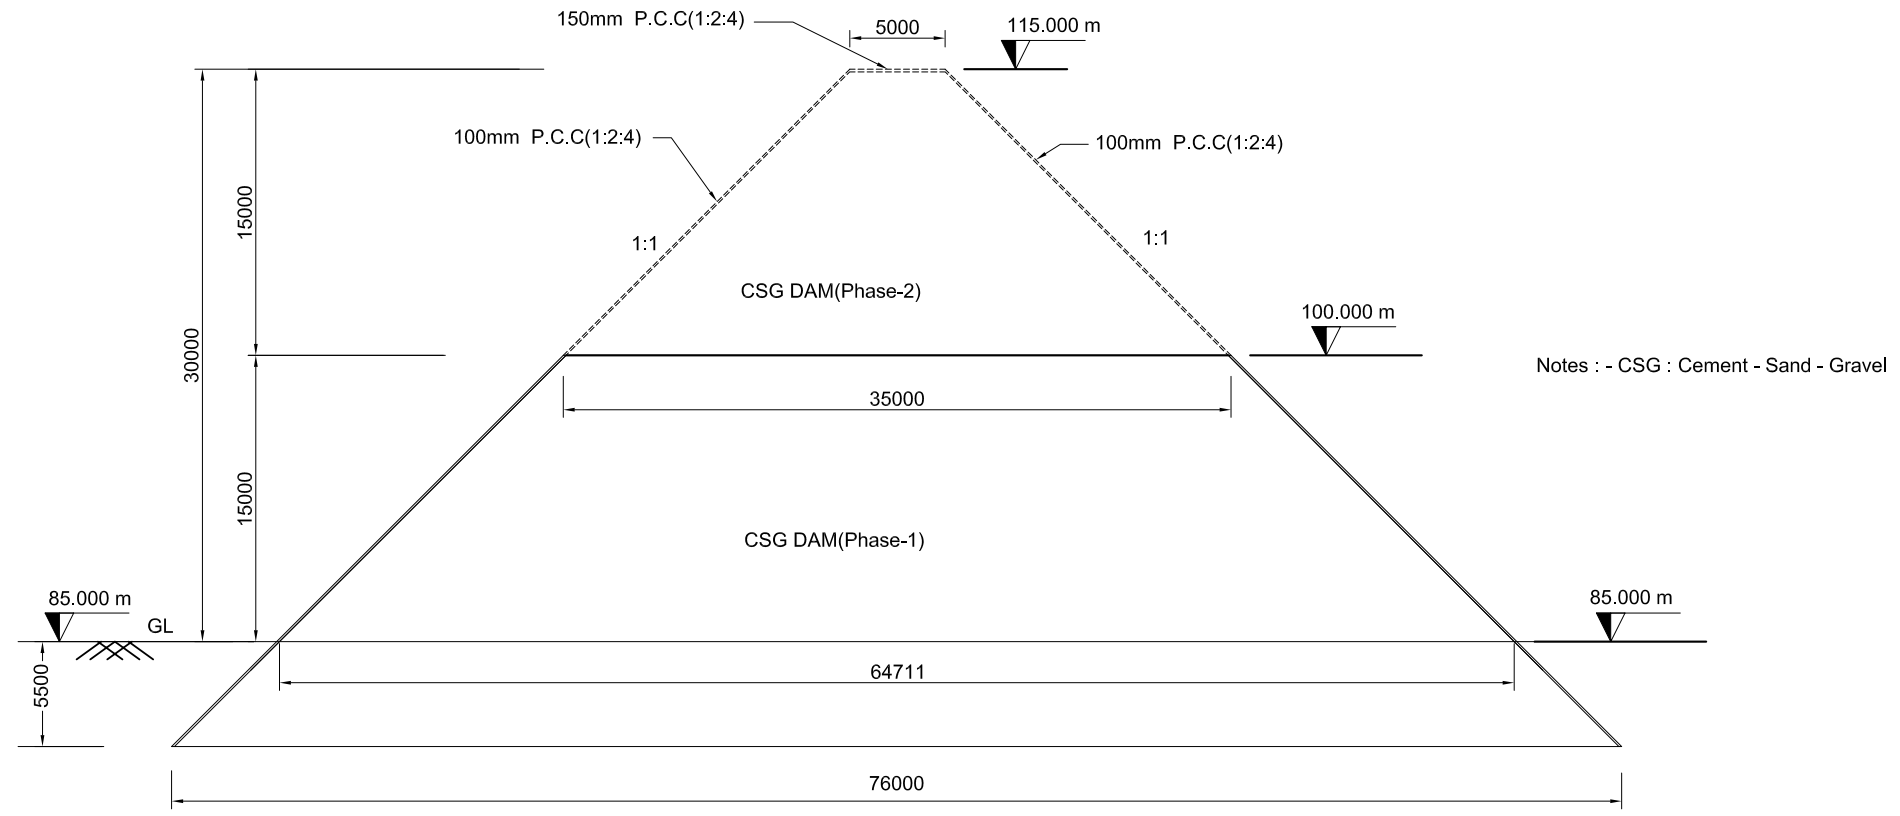 150mm P.C.C(1:2:4)
5000
115.000 m
100mm P.C.C(1:2:4)
100mm P.C.C(1:2:4)
15000
1:1
1:1
CSG DAM(Phase-2)
100.000 m
30000
Notes : - CSG : Cement - Sand - Gravel
35000
15000
CSG DAM(Phase-1)
85.000 m
85.000 m
GL
64711
5500
76000